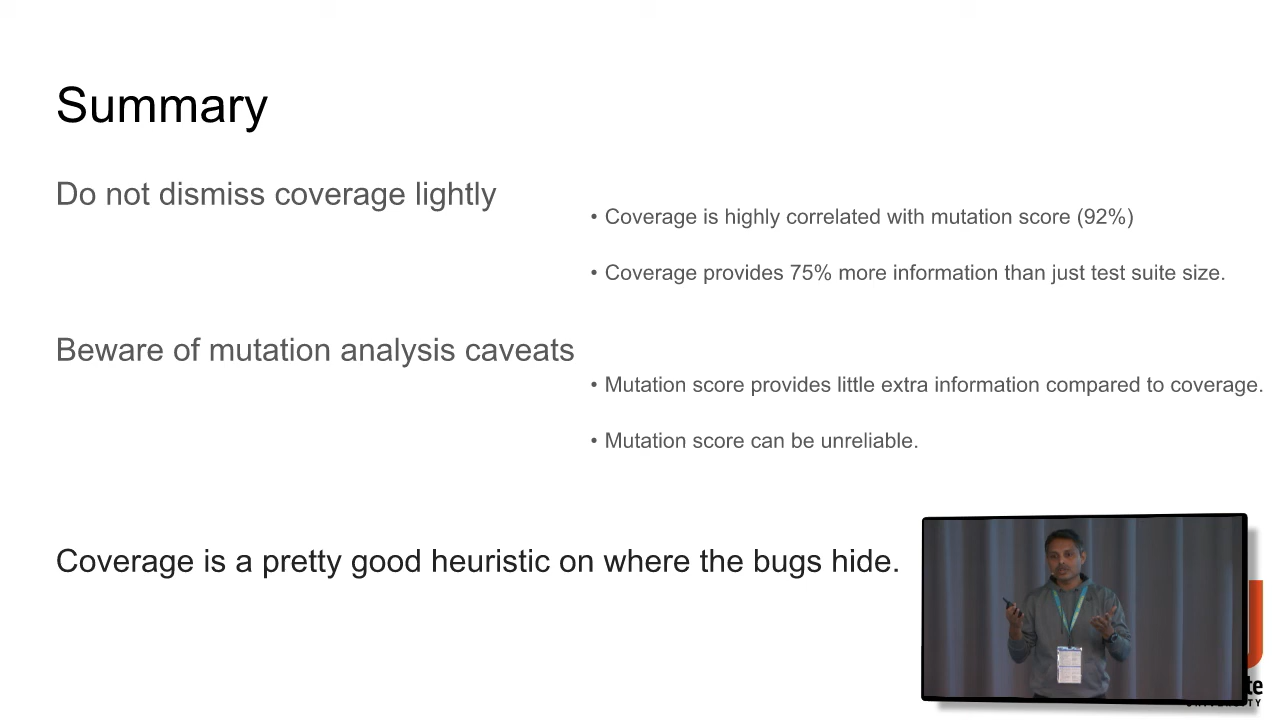 Summary
Do not dismiss coverage lightly
• Coverage is highly correlated with mutation score (92%)
• Coverage provides 75% more information than just test suite size.
Beware of mutation analysis caveats
• Mutation score provides little extra information compared to coverage.
• Mutation score can be unreliable.
Coverage is a pretty good heuristic on where the bugs hide.